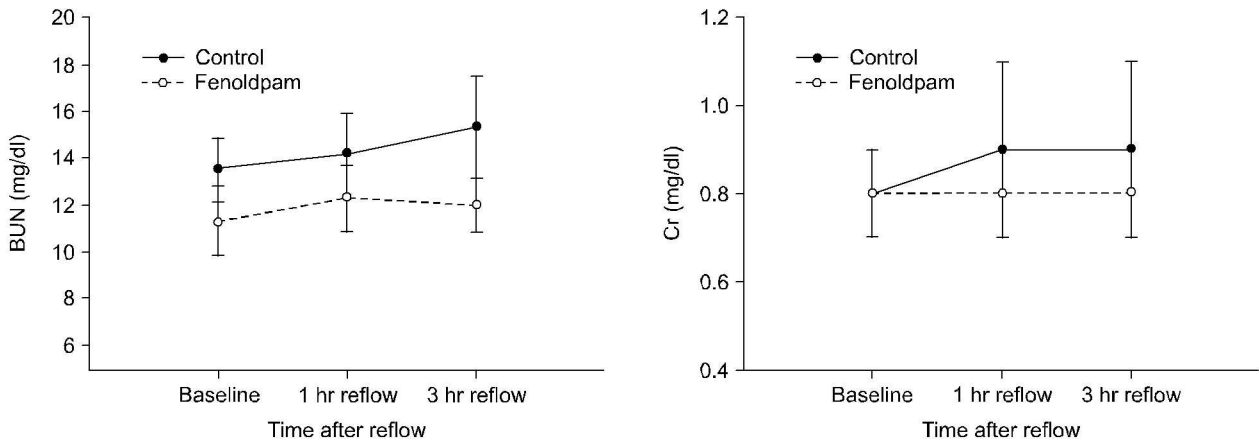 20
18
16
14
12
10
8
6
BUN (mg/dl)
Control
Fenoldpam
Baseline 1 hr reflow 3 hr reflow
Time after reflow
1.2
1.0
0.8
0.6
0.4
Cr (mg/dl)
Control
Fenoldpam
Baseline 1 hr reflow 3 hr reflow
Time after reflow